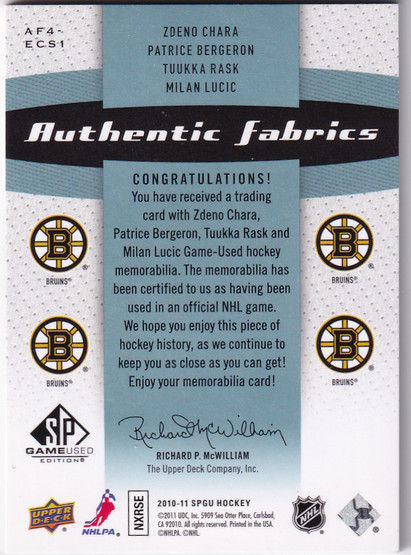 AF4-
ECS1
ZDENO CHARA
PATRICE BERGERON
TUUKKA RASK
MILAN LUCIC
Authentic Fabrics
CONGRATULATIONS!
You have received a trading
card with Zdeno Chara,
Patrice Bergeron, Tuukka Rask and
Milan Lucic Game-Used hockey
memorabilia. The memorabilia has
been certified to us as having been
used in an official NHL game.
We hope you enjoy this piece of
hockey history, as we continue to
keep you as close as you can get!
Enjoy your memorabilia card!
B
BRUINS®
B
BRUINS®
B
BRUINS®
B
BRUINS®
SP
GAMEUSED
EDITION®
Richard McWilliam
RICHARD P. McWILLIAM
The Upper Deck Company, Inc.
UPPER DECK
NHLPA.
NXRSE
2010-11 SPGU HOCKEY
©2011 UDC, Inc. 5909 Sea Otter Place, Carlsbad,
CA 92010. All rights reserved. Printed in the USA.
©NHLPA. ©NHL.
NHL